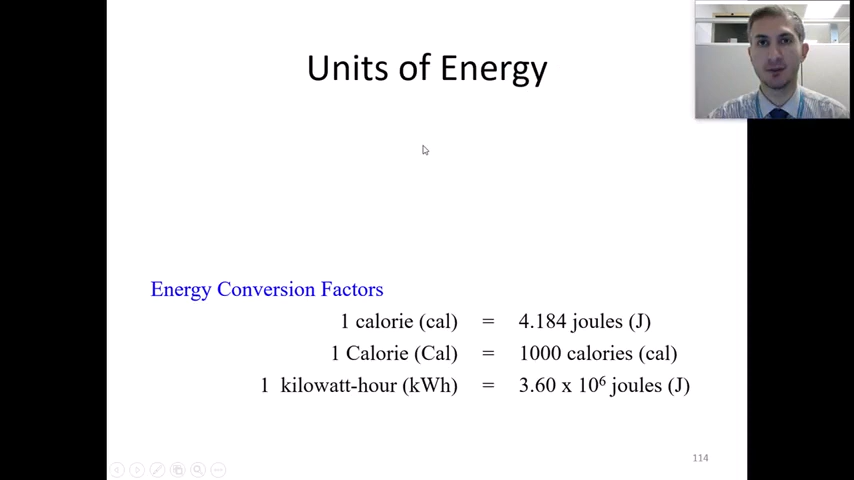 Units of Energy
Energy Conversion Factors
1 calorie (cal) = 4.184 joules (J)
1 Calorie (Cal) = 1000 calories (cal)
1 kilowatt-hour (kWh) = 3.60 x 10⁶ joules (J)
114